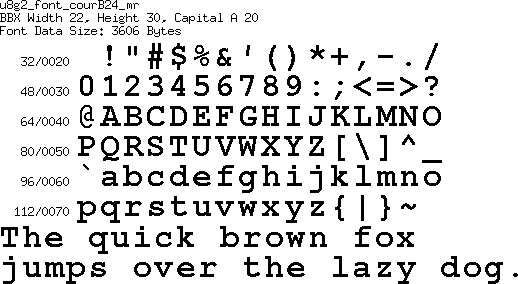 u8g2_font_courB24_mr
BBX Width 22, Height 30, Capital A 20
Font Data Size: 3606 Bytes
32/0020 !"#$%&'()*+,-./
48/0030 0123456789:;<=>?
64/0040 @ABCDEFGHIJKLMNO
80/0050 PQRSTUVWXYZ[\]^_
96/0060 `abcdefghijklmno
112/0070 pqrstuvwxyz{|}~
The quick brown fox
jumps over the lazy dog.